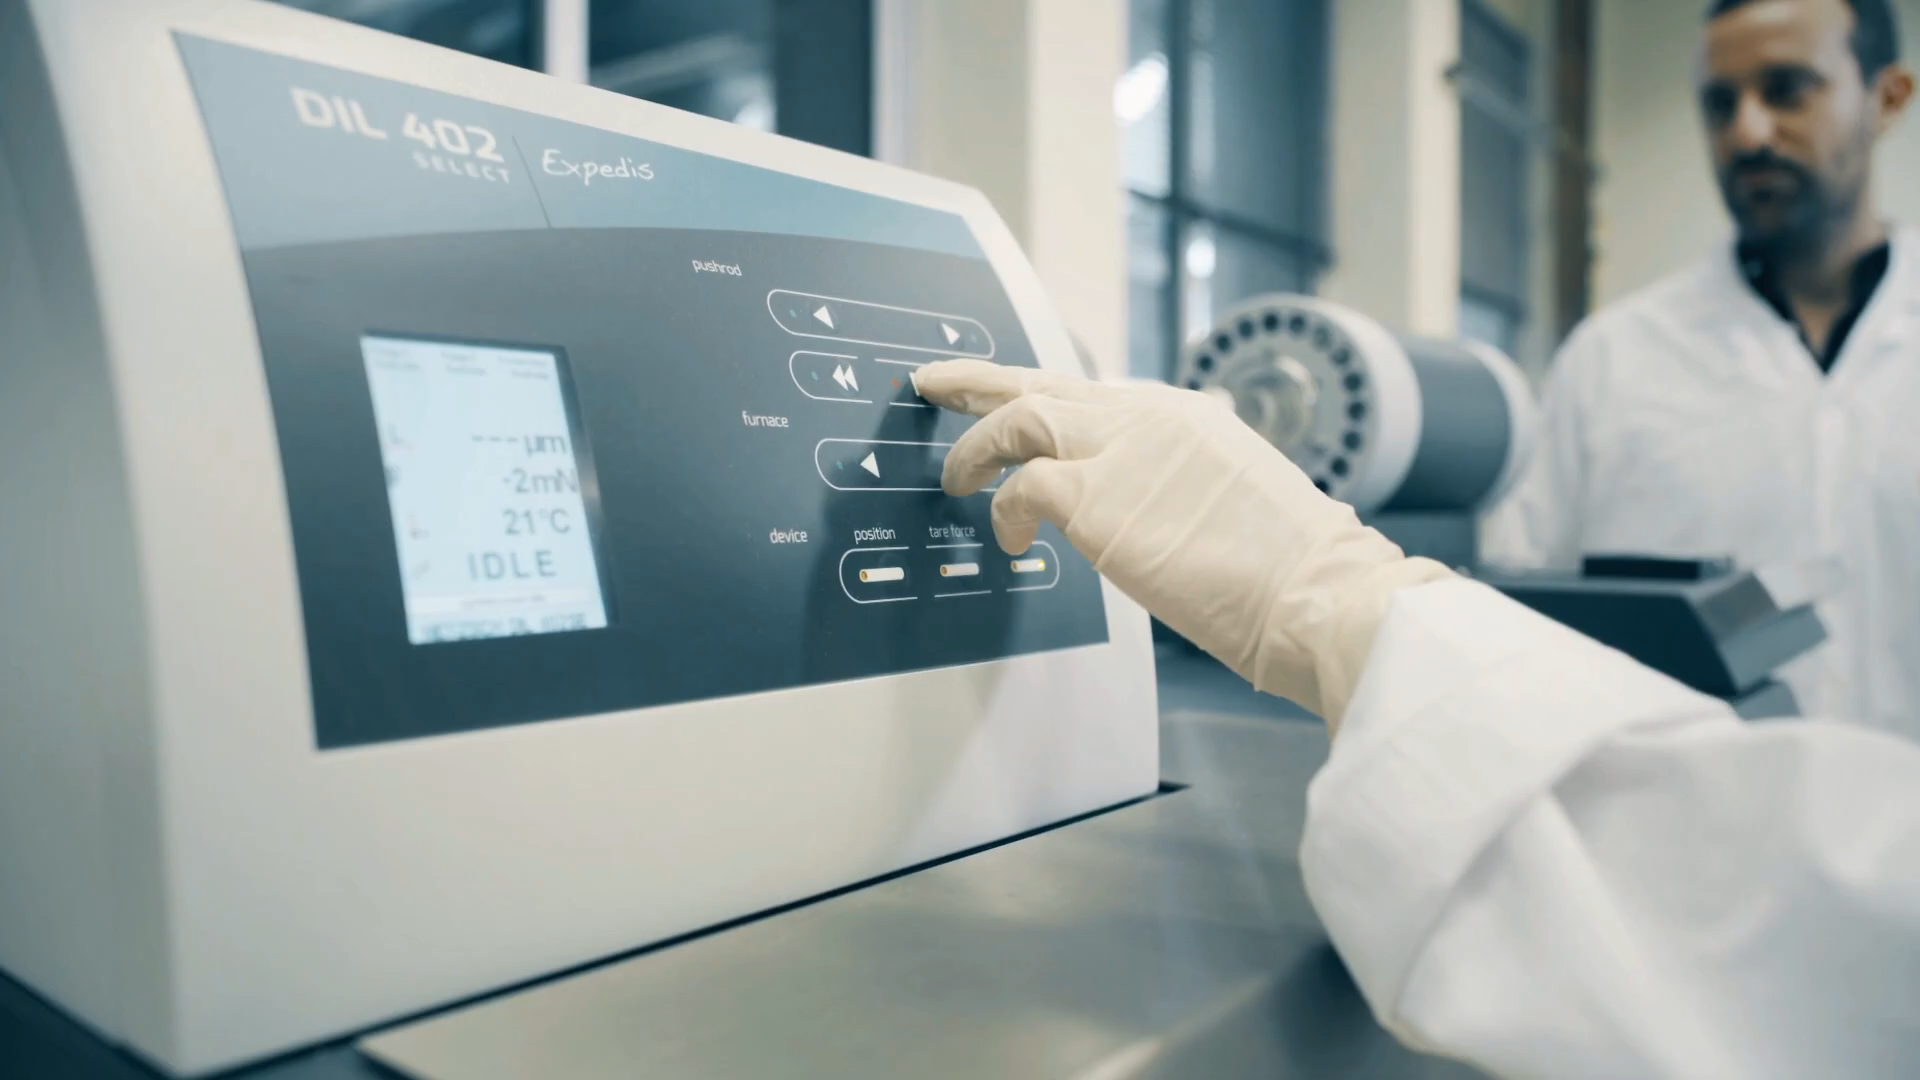 DIL 402
SELECT
Expedis
pushrod
furnace
device
position
tare force
--- µm
-2mN
21°C
IDLE